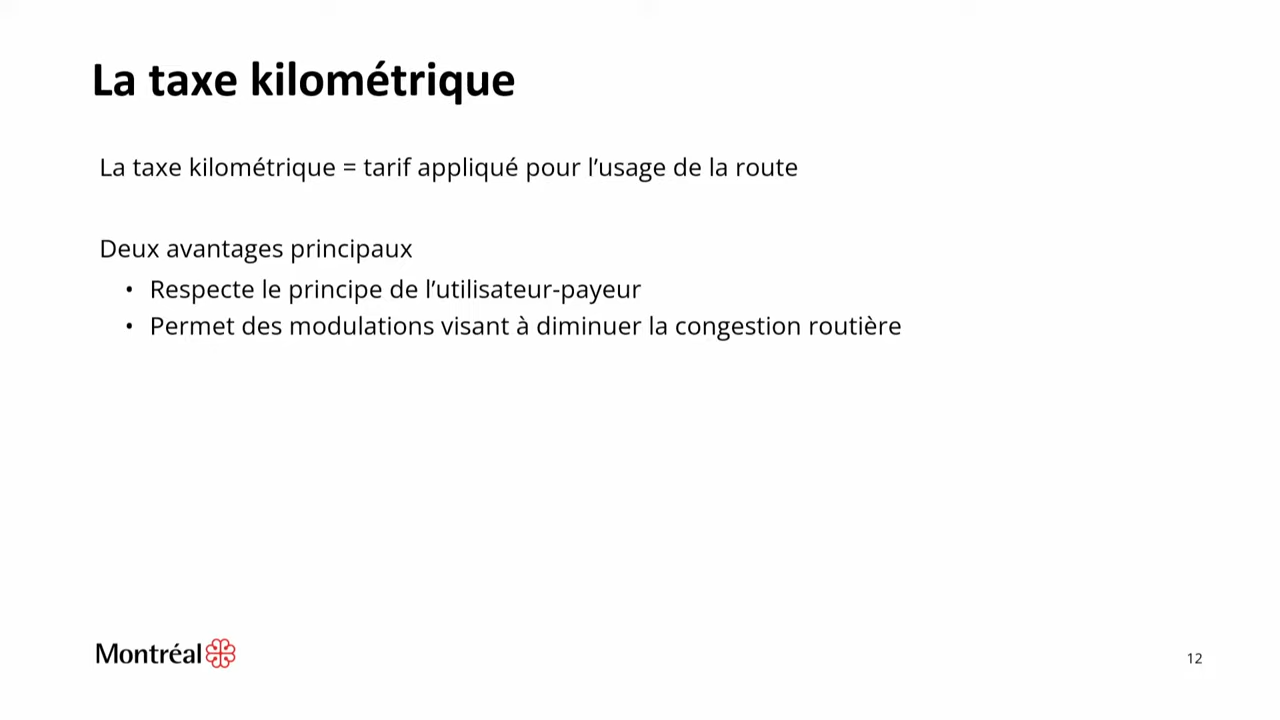 La taxe kilométrique
La taxe kilométrique = tarif appliqué pour l’usage de la route
Deux avantages principaux
• Respecte le principe de l’utilisateur-payeur
• Permet des modulations visant à diminuer la congestion routière
Montréal
12